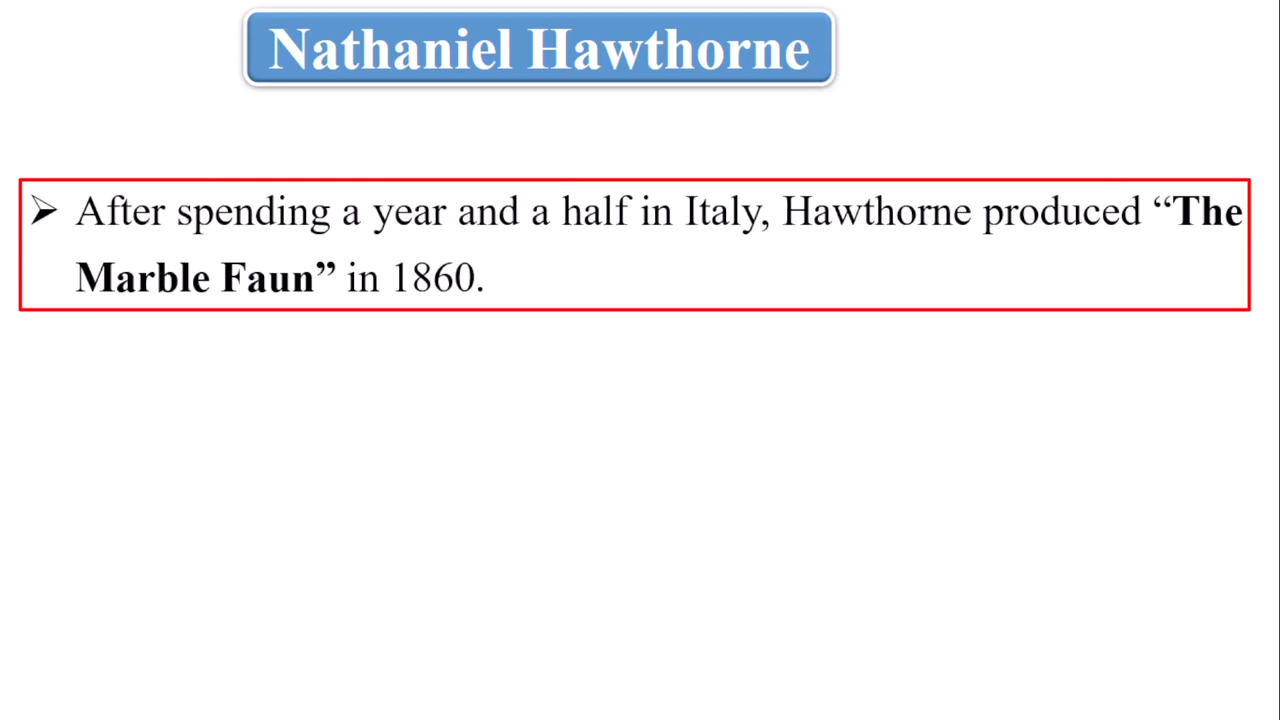 Nathaniel Hawthorne
➢ After spending a year and a half in Italy, Hawthorne produced “The
Marble Faun” in 1860.